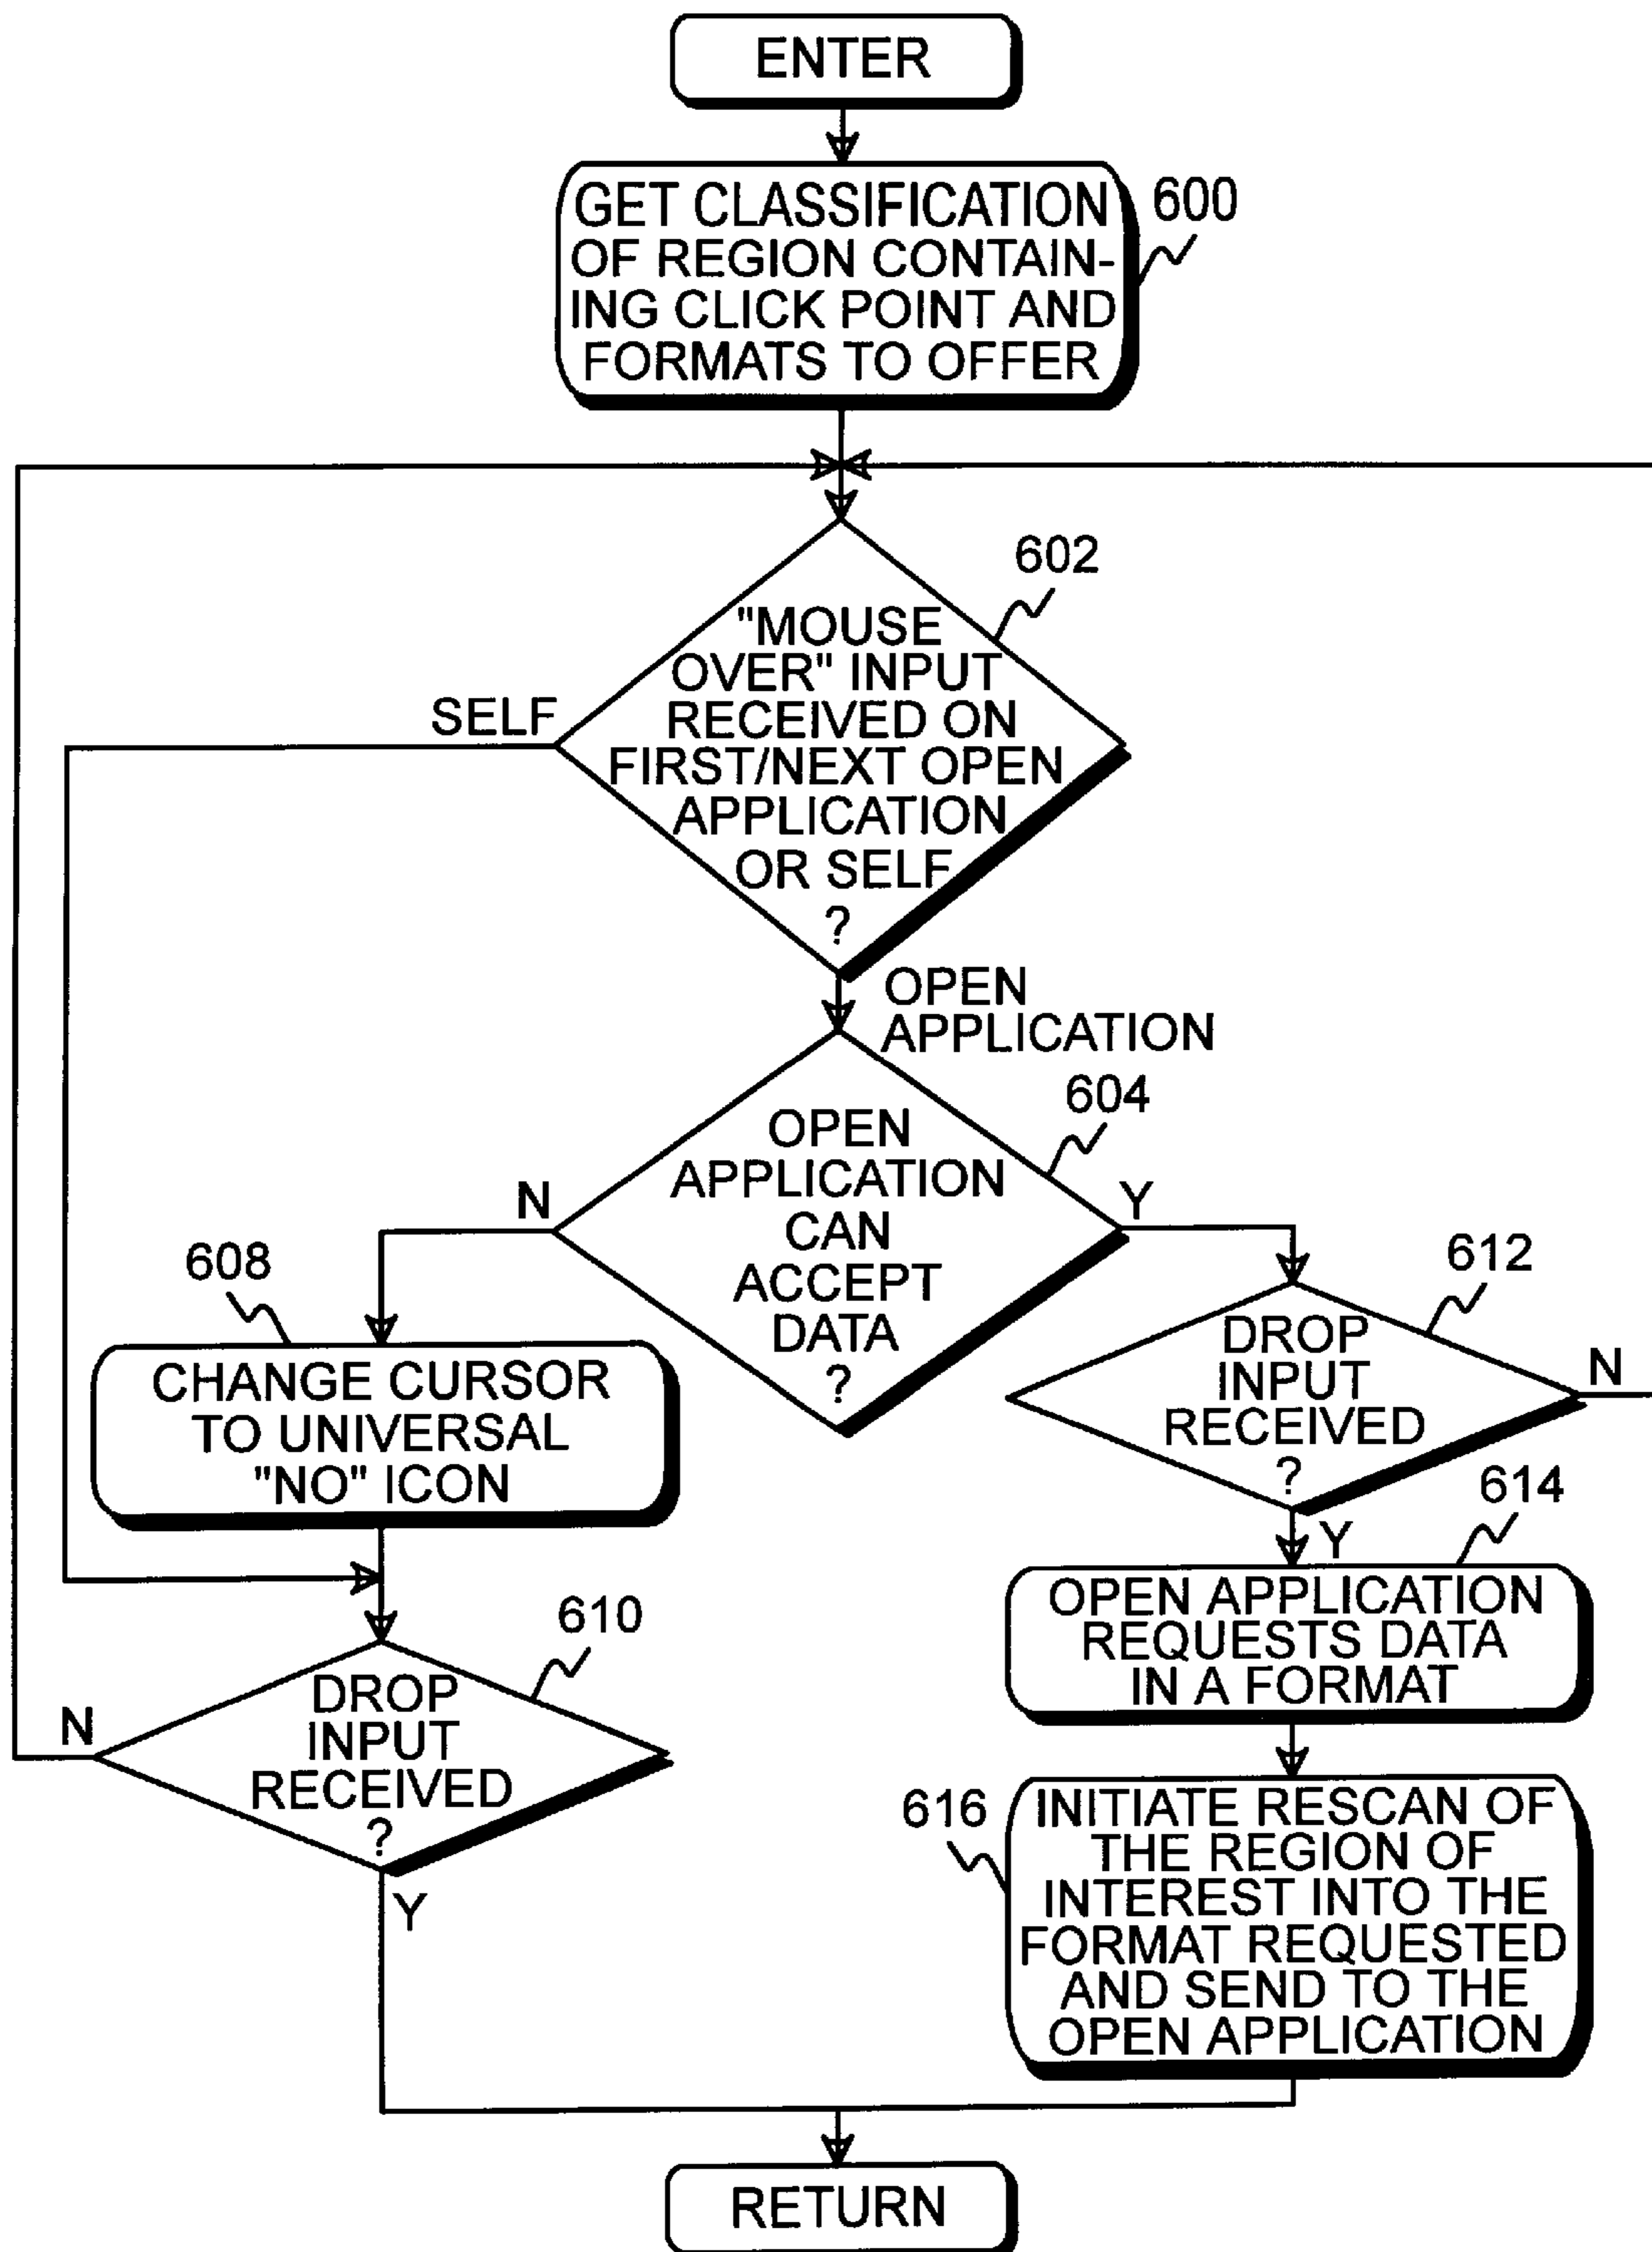 ENTER
GET CLASSIFICATION
OF REGION CONTAIN-
ING CLICK POINT AND
FORMATS TO OFFER
600
602
"MOUSE
OVER" INPUT
RECEIVED ON
FIRST/NEXT OPEN
APPLICATION
OR SELF
?
SELF
OPEN
APPLICATION
604
OPEN
APPLICATION
CAN
ACCEPT
DATA
?
N
Y
608
CHANGE CURSOR
TO UNIVERSAL
"NO" ICON
612
DROP
INPUT
RECEIVED
?
N
Y
614
OPEN APPLICATION
REQUESTS DATA
IN A FORMAT
610
DROP
INPUT
RECEIVED
?
N
Y
616
INITIATE RESCAN OF
THE REGION OF
INTEREST INTO THE
FORMAT REQUESTED
AND SEND TO THE
OPEN APPLICATION
RETURN